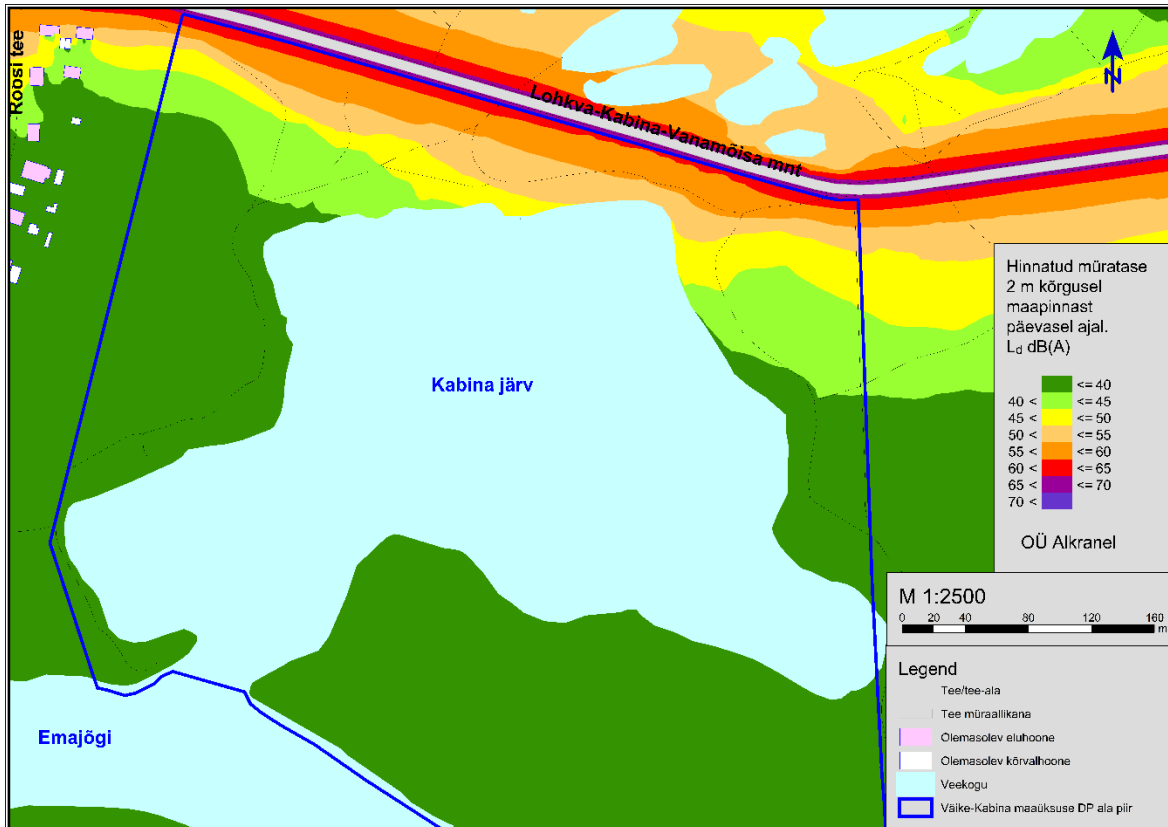 Roosi tee
Lohkva-Kabina-Vanamõisa mnt
N
Kabina järv
Emajõgi
Hinnatud müratase
2 m kõrgusel
maapinnast
päevasel ajal.
Ld dB(A)
<= 40
40 < <= 45
45 < <= 50
50 < <= 55
55 < <= 60
60 < <= 65
65 < <= 70
70 <
OÜ Alkranel
M 1:2500
0 20 40 80 120 160
m
Legend
Tee/tee-ala
Tee müraallikana
Olemasolev eluhoone
Olemasolev kõrvalhoone
Veekogu
Väike-Kabina maaüksuse DP ala piir